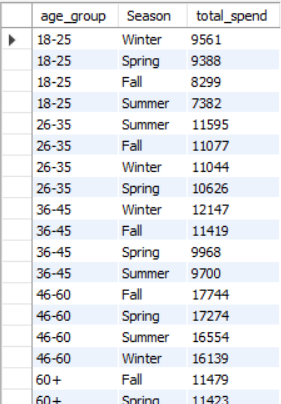 age_group Season total_spend
18-25 Winter 9561
18-25 Spring 9388
18-25 Fall 8299
18-25 Summer 7382
26-35 Summer 11595
26-35 Fall 11077
26-35 Winter 11044
26-35 Spring 10626
36-45 Winter 12147
36-45 Fall 11419
36-45 Spring 9968
36-45 Summer 9700
46-60 Fall 17744
46-60 Spring 17274
46-60 Summer 16554
46-60 Winter 16139
60+ Fall 11479
60+ Spring 11423